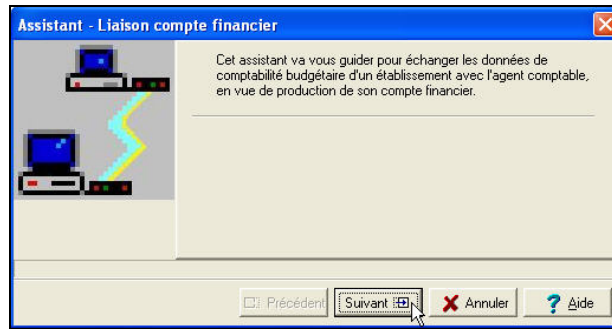 Assistant - Liaison compte financier
Cet assistant va vous guider pour échanger les données de
comptabilité budgétaire d'un établissement avec l'agent comptable,
en vue de production de son compte financier.
Précédent Suivant Annuler Aide